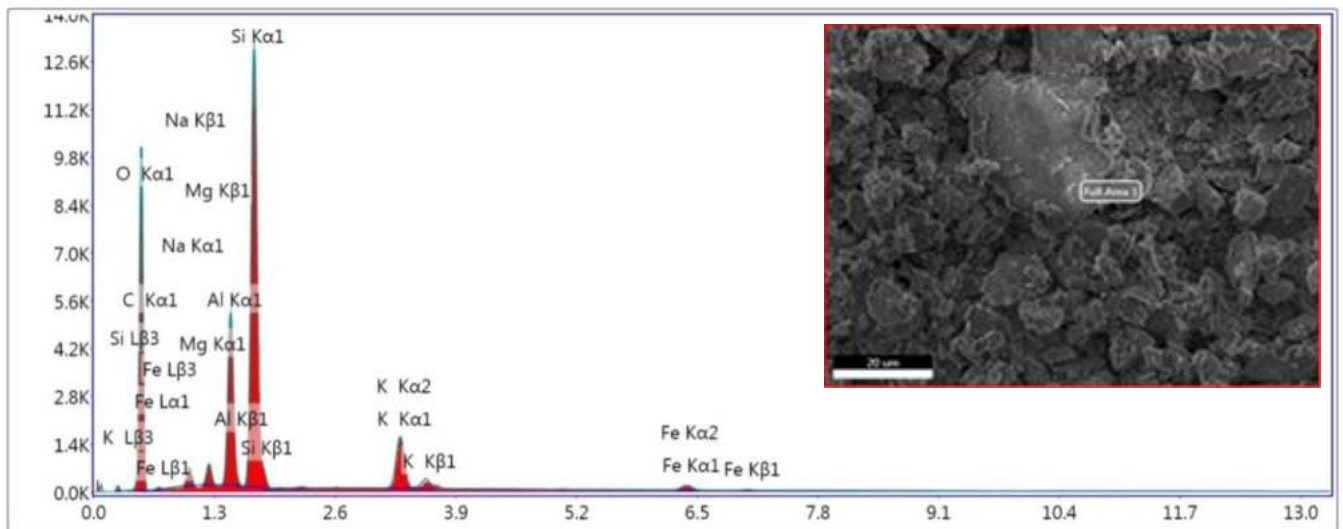 14.0K
Si Kα1
12.6K
11.2K
Na Kβ1
9.8K
O Kα1
Mg Kβ1
Full Area 1
8.4K
7.0K
Na Kα1
5.6K
C Kα1
Al Kα1
Si Lβ3
Mg Kα1
4.2K
20 um
Fe Lβ3
2.8K
K Kα2
Fe Lα1
K Kα1
Al Kβ1
Fe Kα2
1.4K
K Lβ3
Si Kβ1
K Kβ1
Fe Lβ1
Fe Kα1
Fe Kβ1
0.0K
0.0 1.3 2.6 3.9 5.2 6.5 7.8 9.1 10.4 11.7 13.0